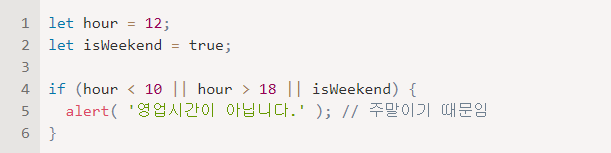 1 let hour = 12;
2 let isWeekend = true;
3
4 if (hour < 10 || hour > 18 || isWeekend) {
5   alert( '영업시간이 아닙니다.' ); // 주말이기 때문임
6 }